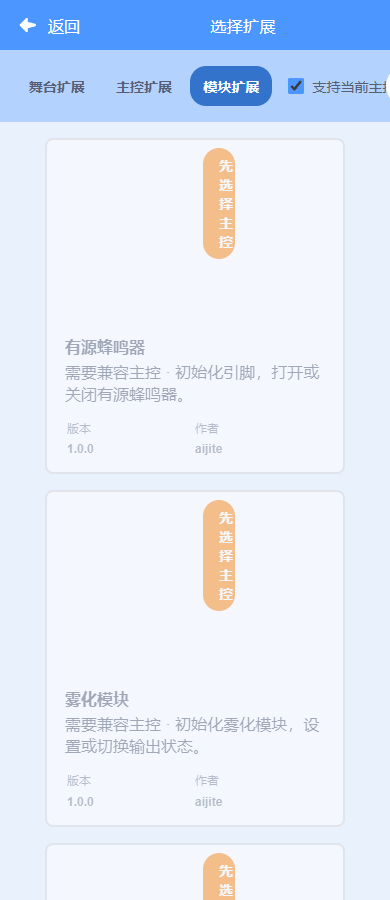 返回
选择扩展
舞台扩展
主控扩展
模块扩展
支持当前主
先
选
择
主
控
有源蜂鸣器
需要兼容主控 · 初始化引脚，打开或
关闭有源蜂鸣器。
版本
作者
1.0.0
aijite
先
选
择
主
控
雾化模块
需要兼容主控 · 初始化雾化模块，设
置或切换输出状态。
版本
作者
1.0.0
aijite
先
选